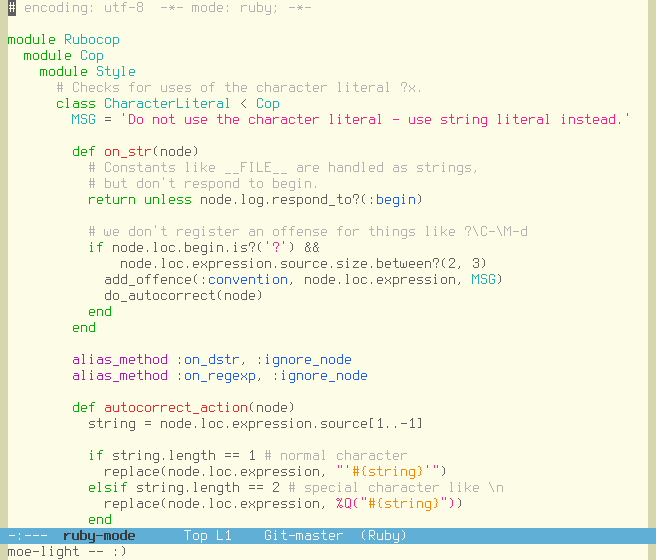 # encoding: utf-8  -*- mode: ruby; -*-

module Rubocop
  module Cop
    module Style
      # Checks for uses of the character literal ?x.
      class CharacterLiteral < Cop
        MSG = 'Do not use the character literal - use string literal instead.'

        def on_str(node)
          # Constants like __FILE__ are handled as strings,
          # but don't respond to begin.
          return unless node.log.respond_to?(:begin)

          # we don't register an offense for things like ?\C-\M-d
          if node.loc.begin.is?('?') &&
              node.loc.expression.source.size.between?(2, 3)
            add_offence(:convention, node.loc.expression, MSG)
            do_autocorrect(node)
          end
        end

        alias_method :on_dstr, :ignore_node
        alias_method :on_regexp, :ignore_node

        def autocorrect_action(node)
          string = node.loc.expression.source[1..-1]

          if string.length == 1 # normal character
            replace(node.loc.expression, "'#{string}'")
          elsif string.length == 2 # special character like \n
            replace(node.loc.expression, %Q("#{string}"))
          end
-:---  ruby-mode      Top L1    Git-master  (Ruby)
moe-light -- :)